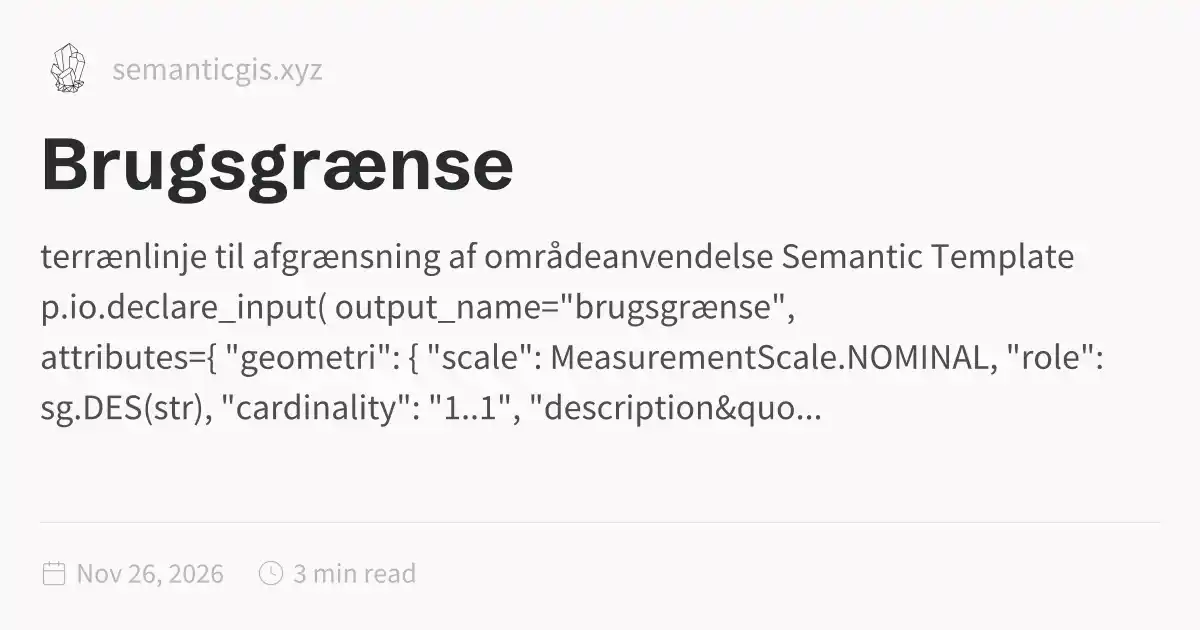 semanticgis.xyz
Brugsgrænse
terrænlinje til afgrænsning af områdeanvendelse Semantic Template
p.io.declare_input( output_name="brugsgrænse",
attributes={ "geometri": { "scale": MeasurementScale.NOMINAL, "role":
sg.DES(str), "cardinality": "1..1", "description&quo...
Nov 26, 2026 3 min read